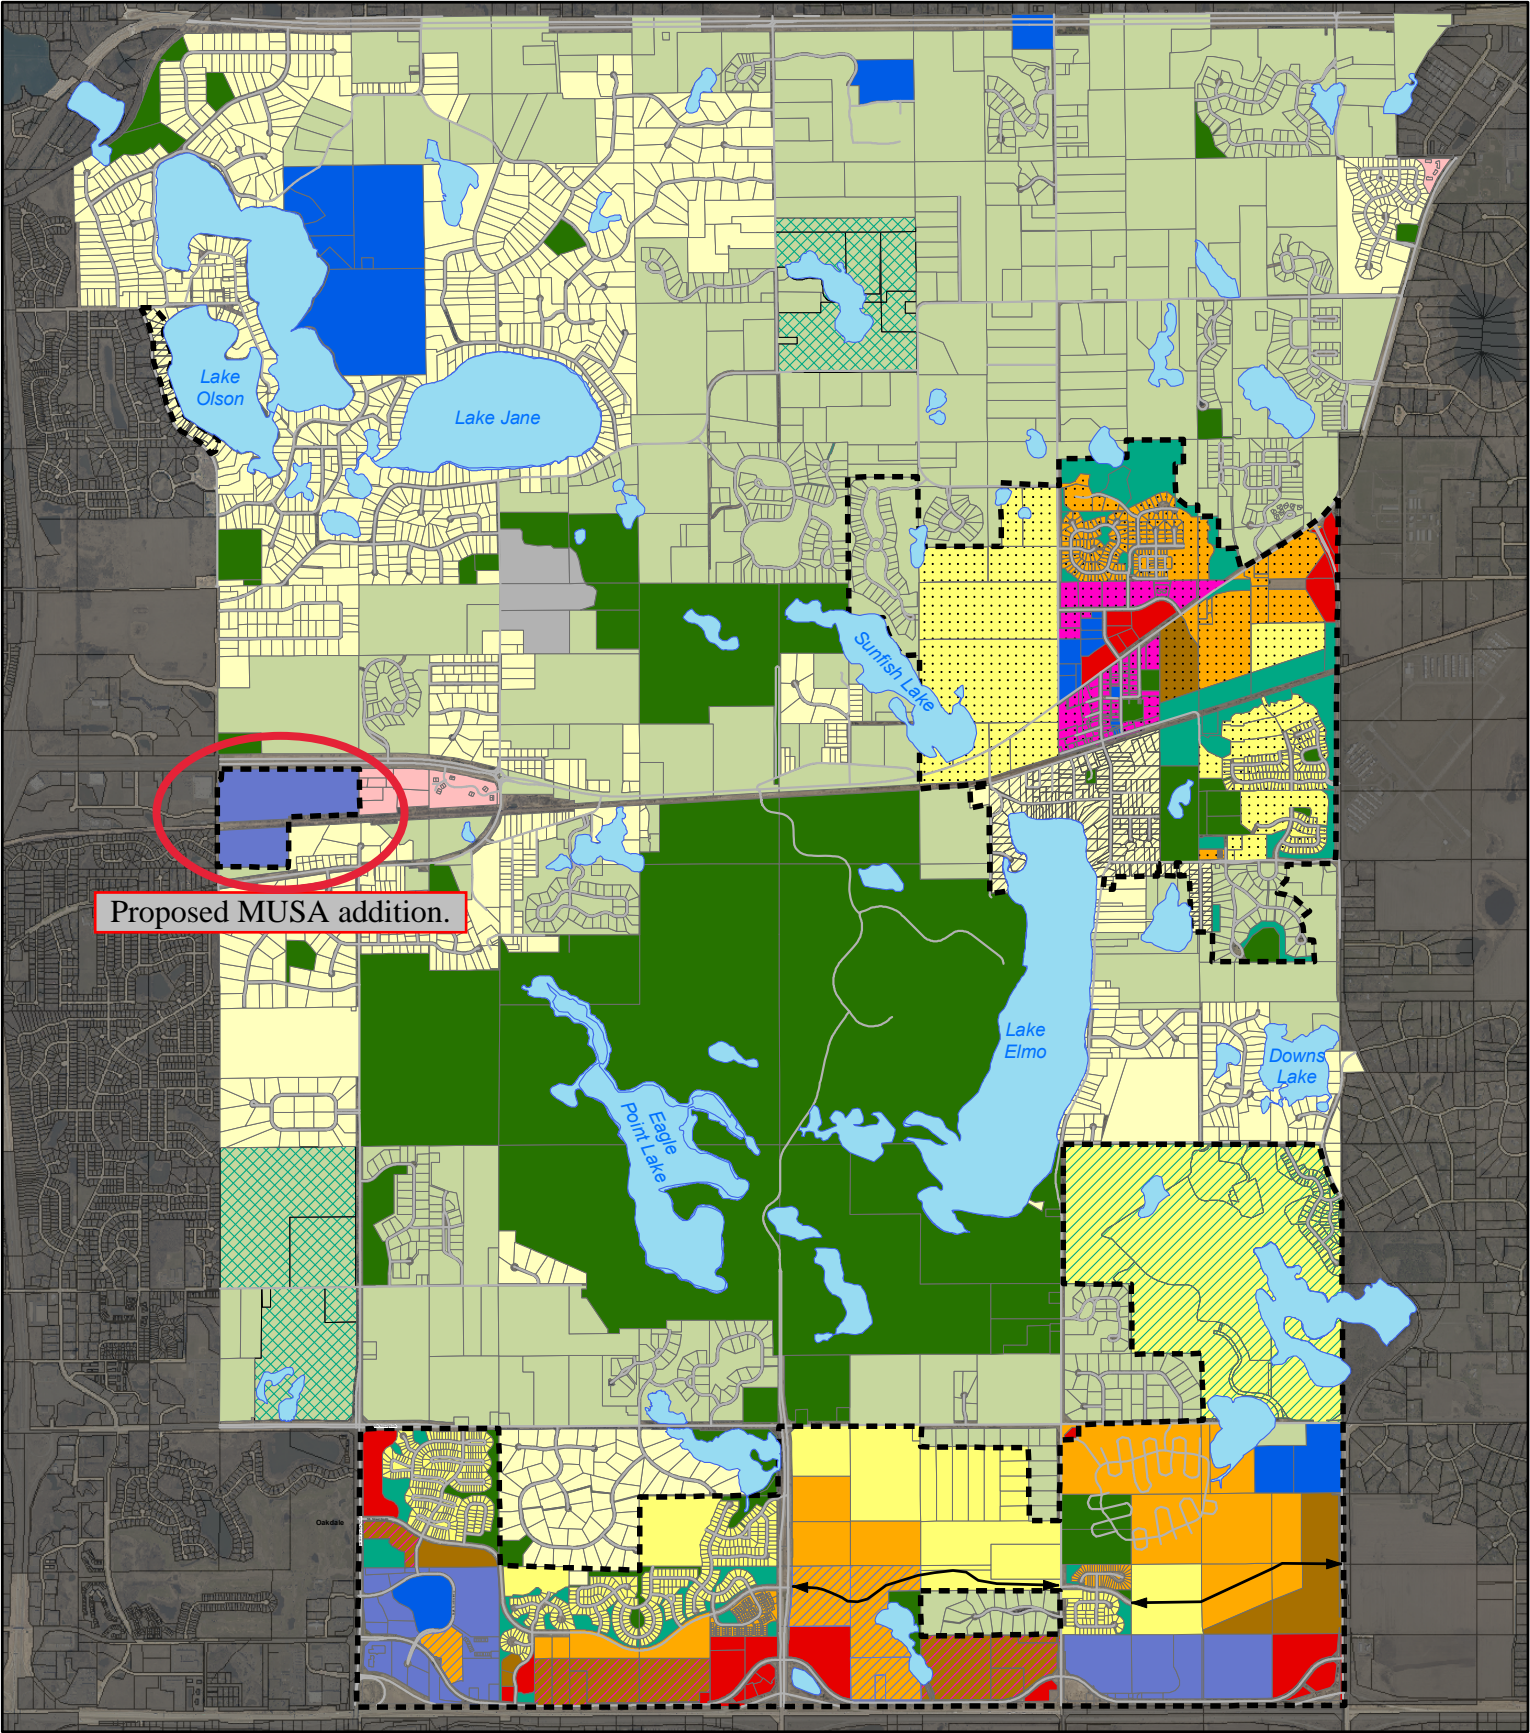 Lake
Olson
Lake Jane
Sunfish Lake
Proposed MUSA addition.
Lake
Elmo
Downs
Lake
Eagle
Point Lake
Oakdale